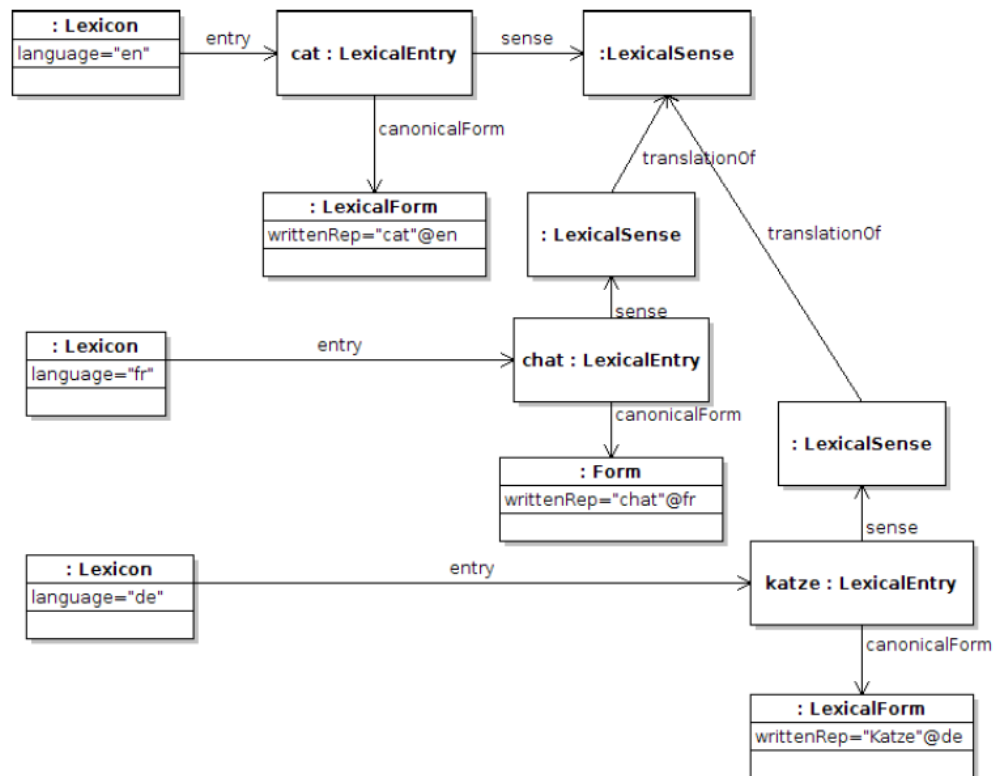 : Lexicon
language="en"
entry
cat : LexicalEntry
sense
:LexicalSense
canonicalForm
translationOf
: LexicalForm
writtenRep="cat"@en
: LexicalSense
translationOf
sense
: Lexicon
language="fr"
entry
chat : LexicalEntry
canonicalForm
: LexicalSense
: Form
writtenRep="chat"@fr
sense
: Lexicon
language="de"
entry
katze : LexicalEntry
canonicalForm
: LexicalForm
writtenRep="Katze"@de